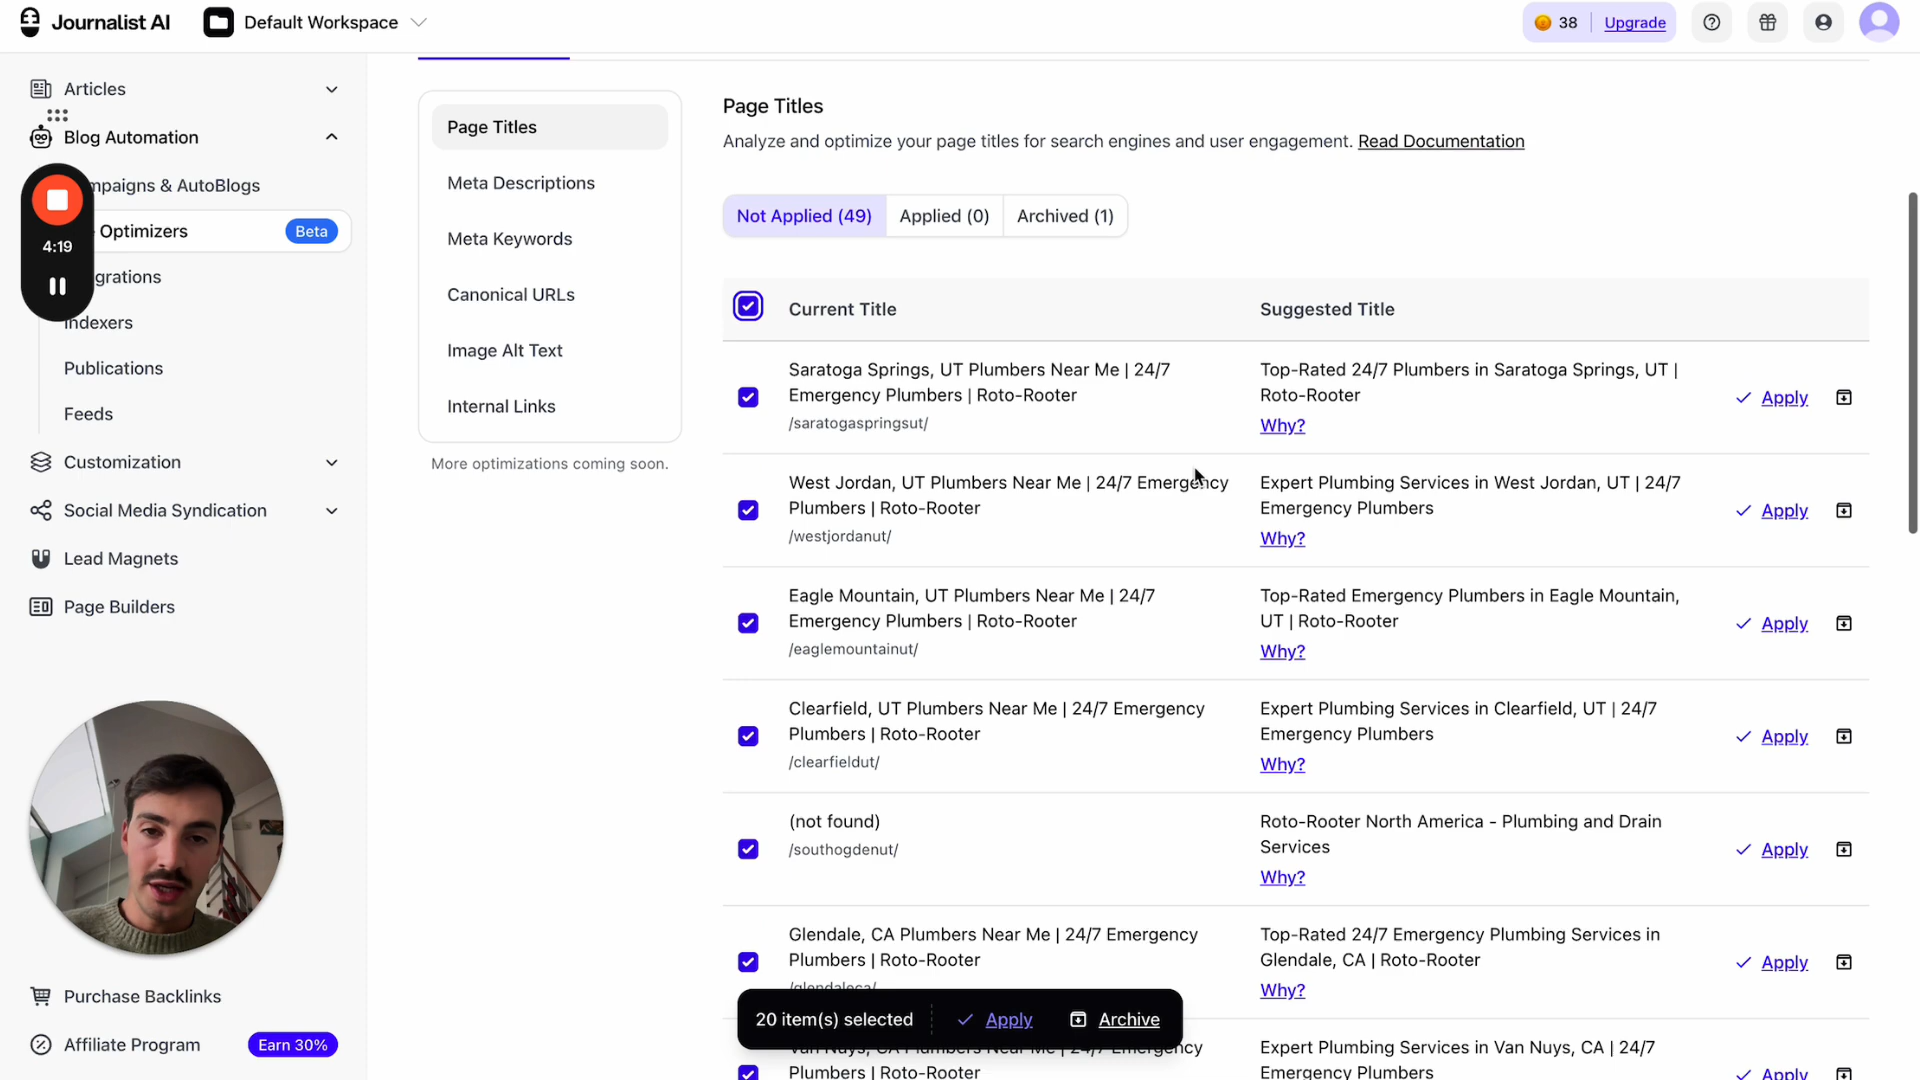 Journalist AI
Default Workspace
38
Upgrade
Articles
Blog Automation
mpaigns & AutoBlogs
Optimizers
Beta
4:19
grations
Indexers
Publications
Feeds
Customization
Social Media Syndication
Lead Magnets
Page Builders
Purchase Backlinks
Affiliate Program
Earn 30%
Page Titles
Meta Descriptions
Meta Keywords
Canonical URLs
Image Alt Text
Internal Links
More optimizations coming soon.
Page Titles
Analyze and optimize your page titles for search engines and user engagement. Read Documentation
Not Applied (49)
Applied (0)
Archived (1)
Current Title
Suggested Title
Saratoga Springs, UT Plumbers Near Me | 24/7
Emergency Plumbers | Roto-Rooter
/saratogaspringsut/
Top-Rated 24/7 Plumbers in Saratoga Springs, UT |
Roto-Rooter
Why?
Apply
West Jordan, UT Plumbers Near Me | 24/7 Emergency
Plumbers | Roto-Rooter
/westjordanut/
Expert Plumbing Services in West Jordan, UT | 24/7
Emergency Plumbers
Why?
Apply
Eagle Mountain, UT Plumbers Near Me | 24/7
Emergency Plumbers | Roto-Rooter
/eaglemountainut/
Top-Rated Emergency Plumbers in Eagle Mountain,
UT | Roto-Rooter
Why?
Apply
Clearfield, UT Plumbers Near Me | 24/7 Emergency
Plumbers | Roto-Rooter
/clearfieldut/
Expert Plumbing Services in Clearfield, UT | 24/7
Emergency Plumbers
Why?
Apply
(not found)
/southogdenut/
Roto-Rooter North America - Plumbing and Drain
Services
Why?
Apply
Glendale, CA Plumbers Near Me | 24/7 Emergency
Plumbers | Roto-Rooter
/glendaleca/
Top-Rated 24/7 Emergency Plumbing Services in
Glendale, CA | Roto-Rooter
Why?
Apply
20 item(s) selected
Apply
Archive
Van Nuys, CA Plumbers Near Me | 24/7 Emergency
Plumbers | Roto-Rooter
Expert Plumbing Services in Van Nuys, CA | 24/7
Emergency Plumbers
Apply